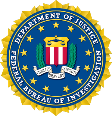 DEPARTMENT OF JUSTICE
FEDERAL BUREAU OF INVESTIGATION